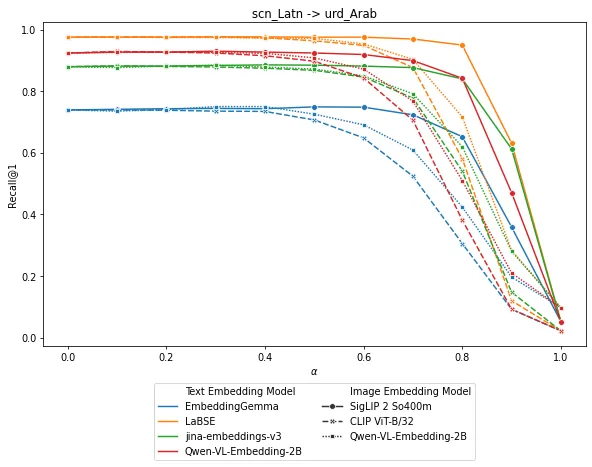 scn_Latn -> urd_Arab
1.0
0.8
0.6
0.4
0.2
0.0
Recall@1
0.0 0.2 0.4 0.6 0.8 1.0
α
Text Embedding Model
EmbeddingGemma
LaBSE
jina-embeddings-v3
Qwen-VL-Embedding-2B
Image Embedding Model
SigLIP 2 So400m
CLIP ViT-B/32
Qwen-VL-Embedding-2B